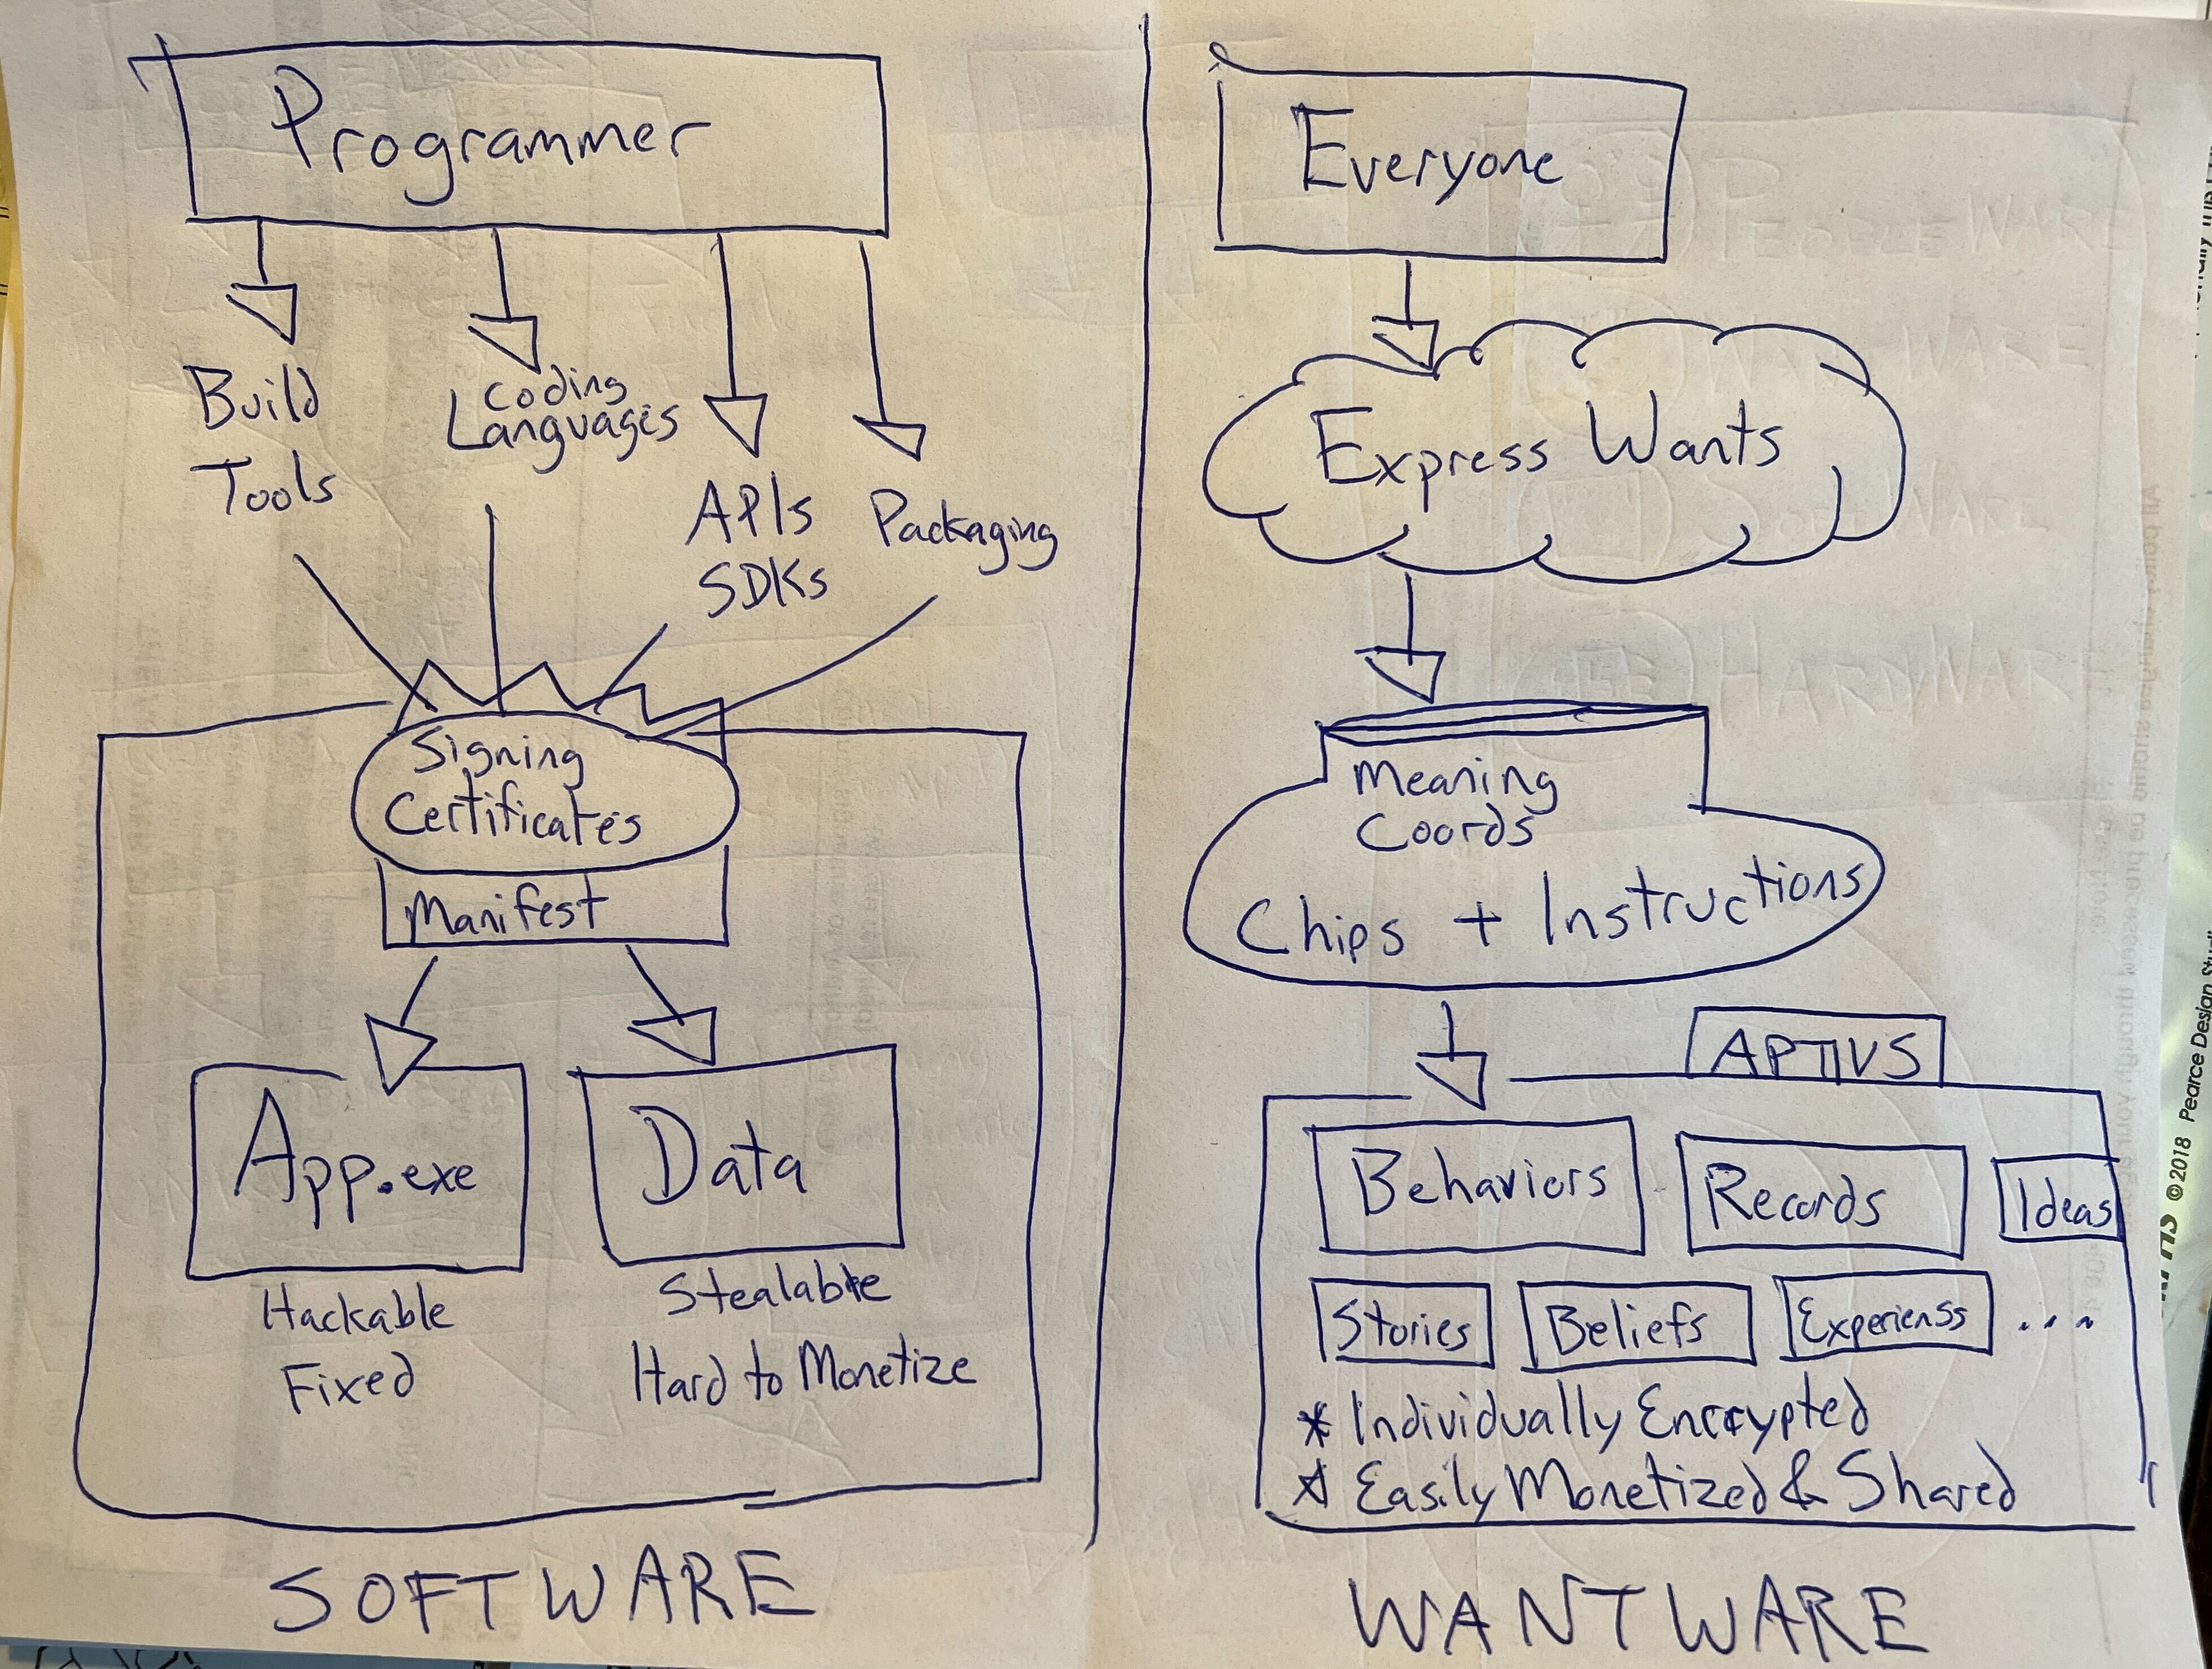 Programmer
Build
Tools
Coding
Languages
APIs
SDKs
Packaging
Signing
Certificates
Manifest
App.exe
Hackable
Fixed
Data
Stealable
Hard to Monetize
SOFTWARE
Everyone
Express Wants
Meaning
Coords
Chips + Instructions
APTIVS
Behaviors
Records
Ideas
Stories
Beliefs
Experienss
...
* Individually Encrypted
* Easily Monetized & Shared
WANTWARE
©2018 Pearce Design